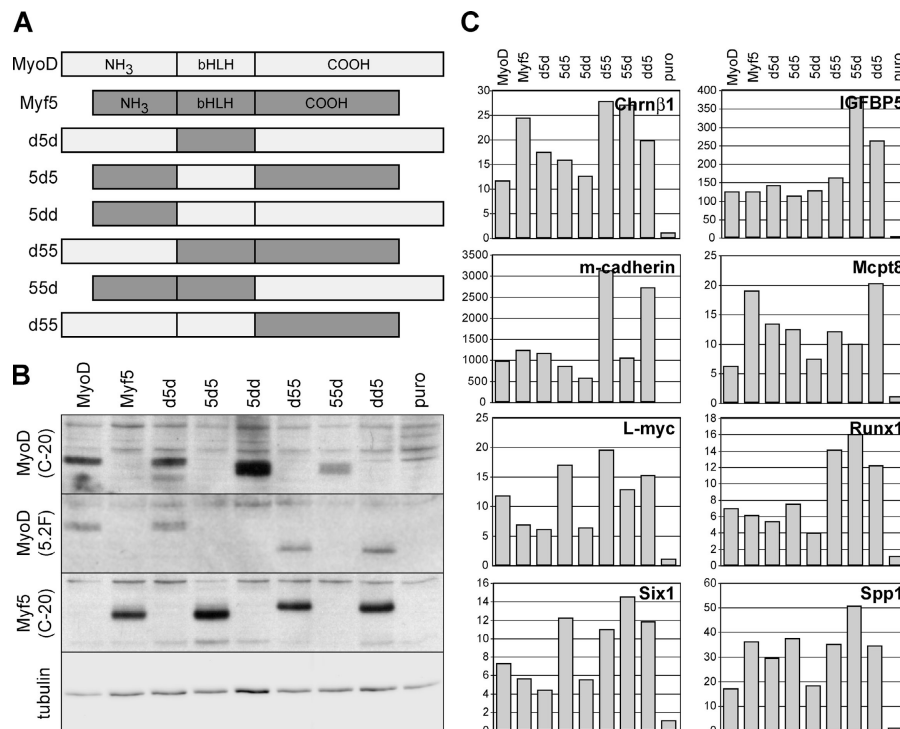 A
MyoD NH3 bHLH COOH
Myf5 NH3 bHLH COOH
d5d
5d5
5dd
d55
55d
d55
B
MyoD Myf5 d5d 5d5 5dd d55 55d dd5 puro
MyoD (C-20)
MyoD (5.2F)
Myf5 (C-20)
tubulin
C
MyoD Myf5 d5d 5d5 5dd d55 55d dd5 puro
MyoD Myf5 d5d 5d5 5dd d55 55d dd5 puro
Chrnβ1
30
25
20
15
10
5
0
IGFBP5
400
350
300
250
200
150
100
50
0
m-cadherin
3500
3000
2500
2000
1500
1000
500
0
Mcpt8
25
20
15
10
5
0
L-myc
25
20
15
10
5
0
Runx1
18
16
14
12
10
8
6
4
2
0
Six1
16
14
12
10
8
6
4
2
0
Spp1
60
50
40
30
20
10
0